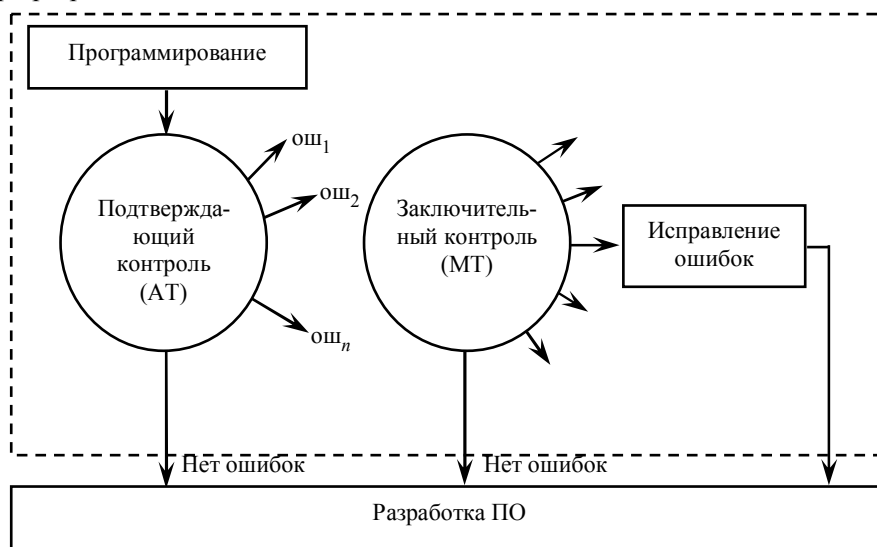 Программирование
ош1
ош2
Подтвержда-
ющий
контроль
(АТ)
ошn
Заключитель-
ный контроль
(МТ)
Исправление
ошибок
Нет ошибок
Нет ошибок
Разработка ПО